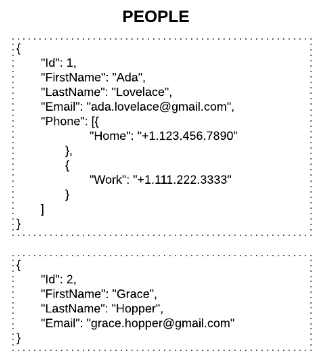 PEOPLE
{
"Id": 1,
"FirstName": "Ada",
"LastName": "Lovelace",
"Email": "ada.lovelace@gmail.com",
"Phone": [{
"Home": "+1.123.456.7890"
},
{
"Work": "+1.111.222.3333"
}
]
}
{
"Id": 2,
"FirstName": "Grace",
"LastName": "Hopper",
"Email": "grace.hopper@gmail.com"
}